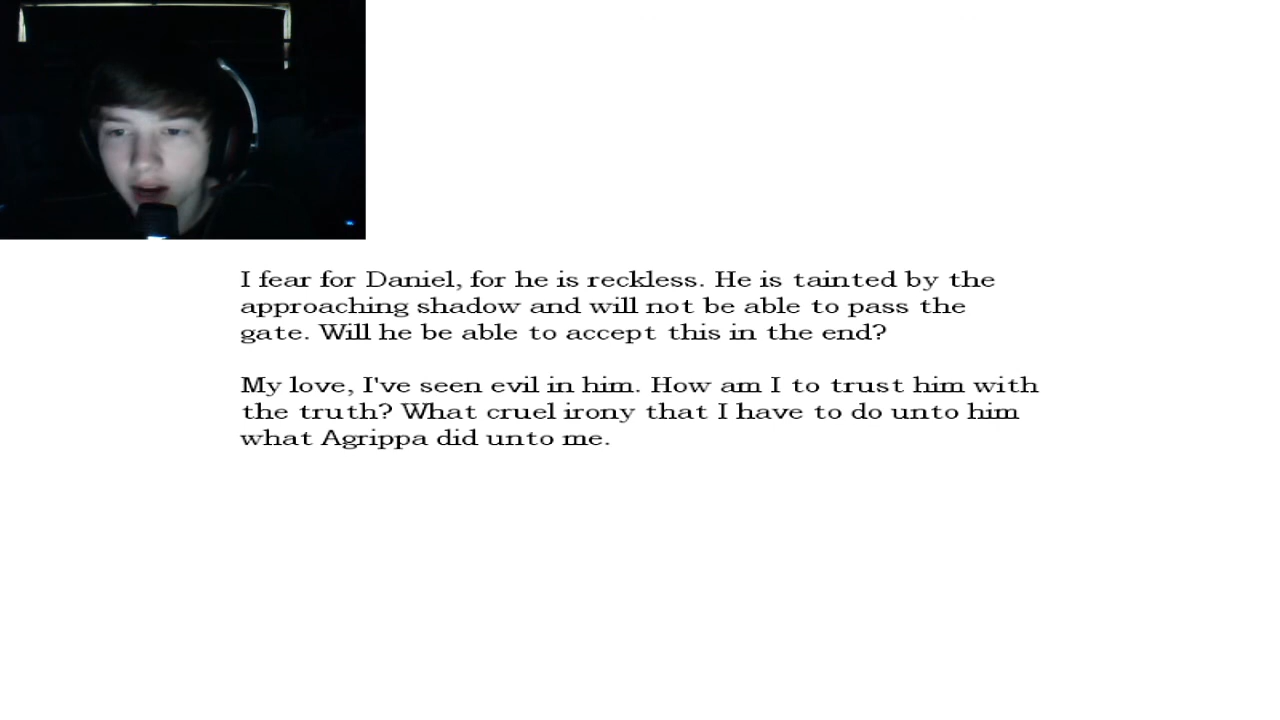 I fear for Daniel, for he is reckless. He is tainted by the
approaching shadow and will not be able to pass the
gate. Will he be able to accept this in the end?
My love, I've seen evil in him. How am I to trust him with
the truth? What cruel irony that I have to do unto him
what Agrippa did unto me.